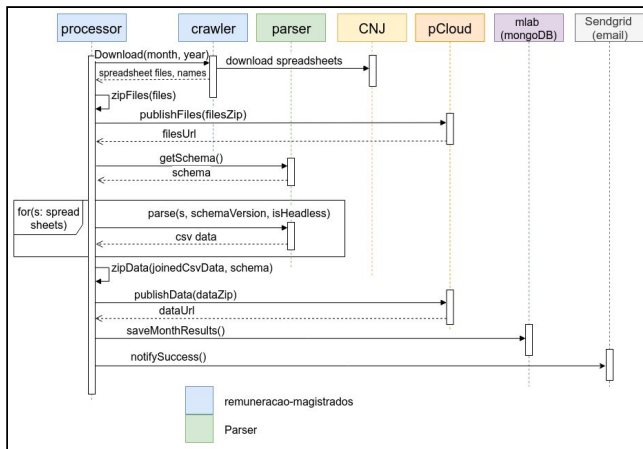 processor
crawler
parser
CNJ
pCloud
mlab
(mongoDB)
Sendgrid
(email)
Download(month, year)
download spreadsheets
spreadsheet files, names
zipFiles(files)
publishFiles(filesZip)
filesUrl
getSchema()
schema
for(s: spread
sheets)
parse(s, schemaVersion, isHeadless)
csv data
zipData(joinedCsvData, schema)
publishData(dataZip)
dataUrl
saveMonthResults()
notifySuccess()
remuneracao-magistrados
Parser